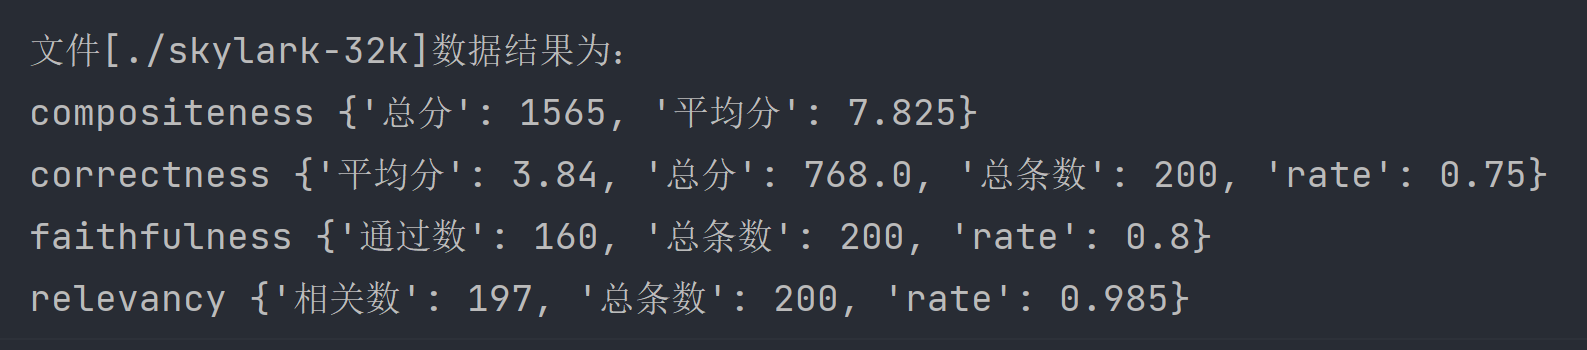 文件[./skylark-32k]数据结果为：
compositeness {'总分': 1565, '平均分': 7.825}
correctness {'平均分': 3.84, '总分': 768.0, '总条数': 200, 'rate': 0.75}
faithfulness {'通过数': 160, '总条数': 200, 'rate': 0.8}
relevancy {'相关数': 197, '总条数': 200, 'rate': 0.985}